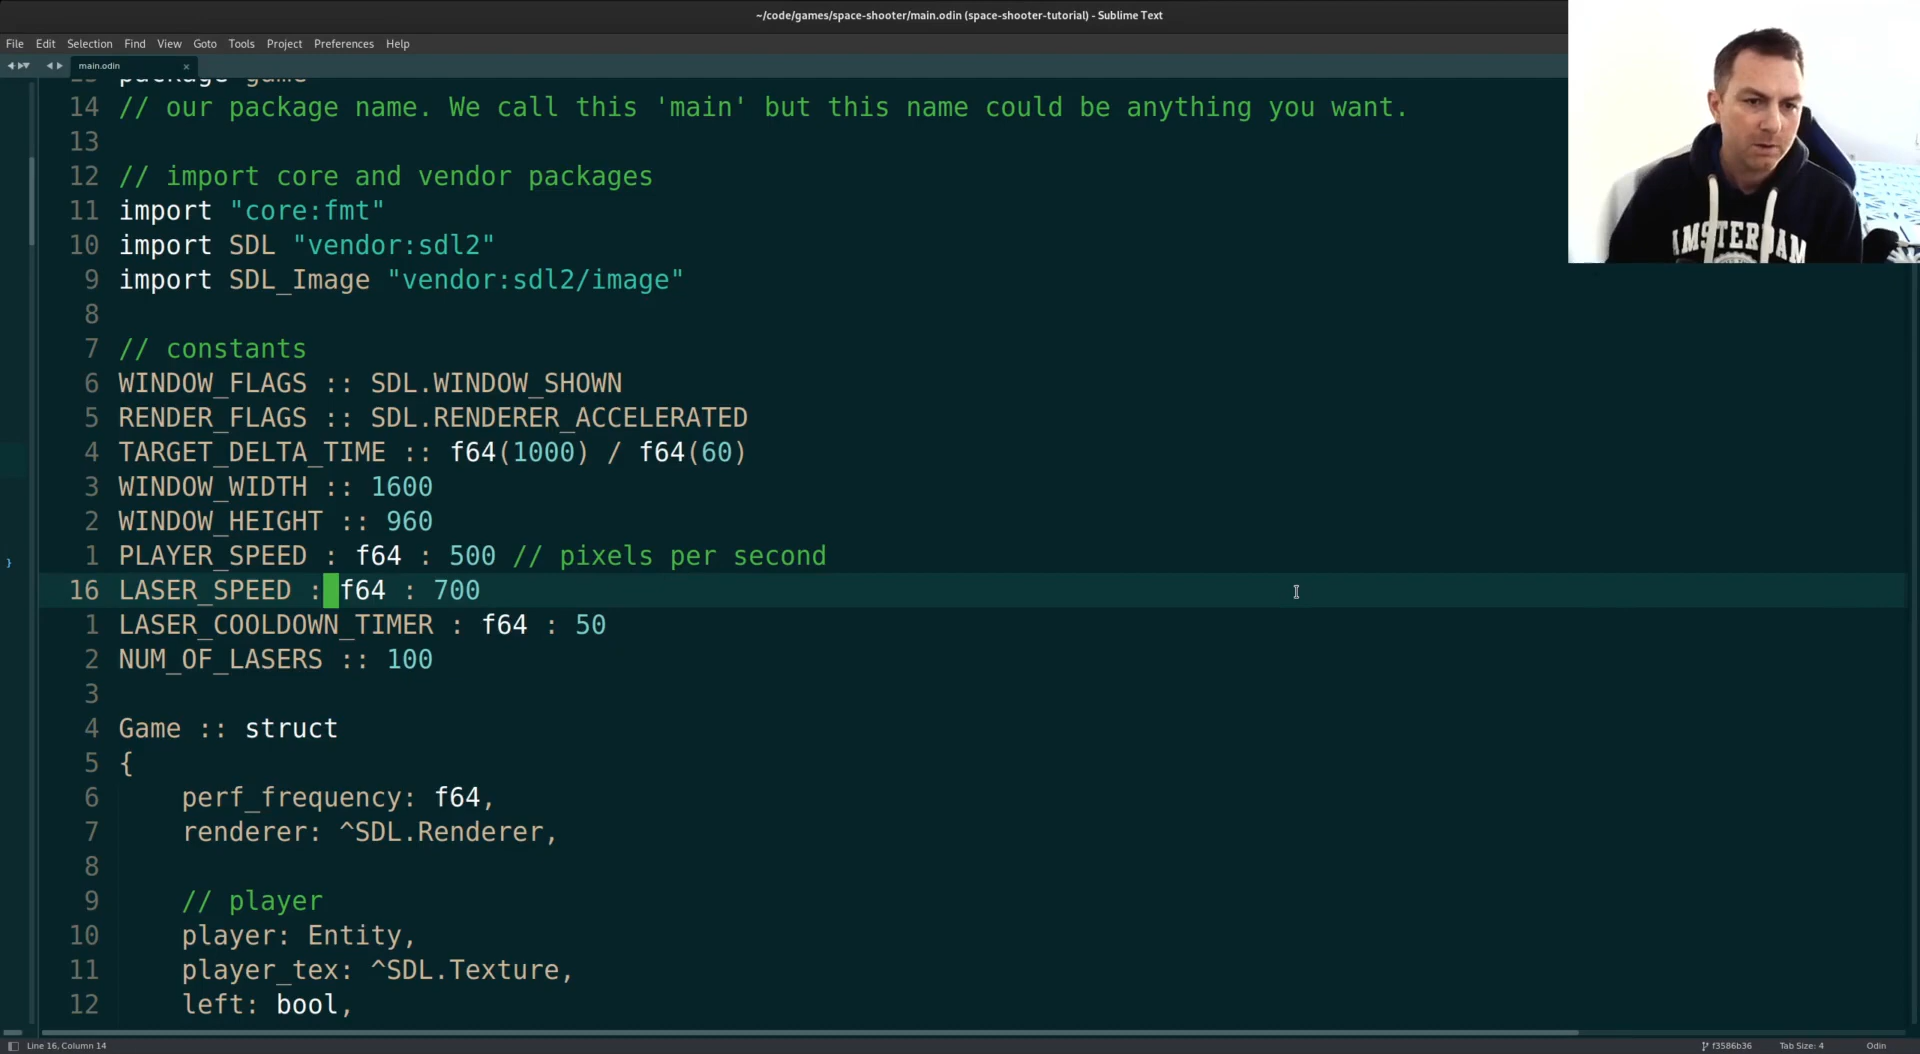 ~/code/games/space-shooter/main.odin (space-shooter-tutorial) - Sublime Text
File Edit Selection Find View Goto Tools Project Preferences Help
main.odin
15 package game
14 // our package name. We call this 'main' but this name could be anything you want.
13
12 // import core and vendor packages
11 import "core:fmt"
10 import SDL "vendor:sdl2"
9 import SDL_Image "vendor:sdl2/image"
8
7 // constants
6 WINDOW_FLAGS :: SDL.WINDOW_SHOWN
5 RENDER_FLAGS :: SDL.RENDERER_ACCELERATED
4 TARGET_DELTA_TIME :: f64(1000) / f64(60)
3 WINDOW_WIDTH :: 1600
2 WINDOW_HEIGHT :: 960
1 PLAYER_SPEED : f64 : 500 // pixels per second
16 LASER_SPEED : f64 : 700
1 LASER_COOLDOWN_TIMER : f64 : 50
2 NUM_OF_LASERS :: 100
3
4 Game :: struct
5 {
6 perf_frequency: f64,
7 renderer: ^SDL.Renderer,
8
9 // player
10 player: Entity,
11 player_tex: ^SDL.Texture,
12 left: bool,
}
AMSTERDAM
Line 16, Column 14
f3586b36 Tab Size: 4 Odin